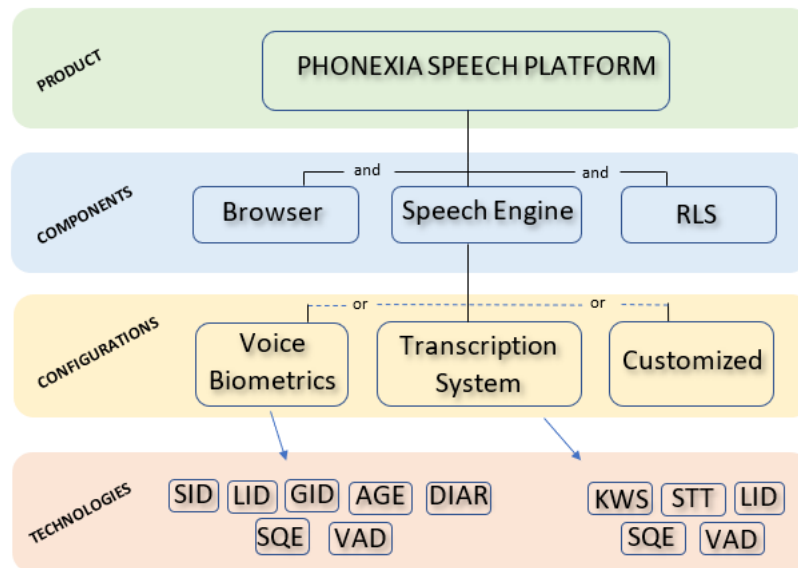 PRODUCT
PHONEXIA SPEECH PLATFORM
COMPONENTS
and
and
Browser
Speech Engine
RLS
CONFIGURATIONS
or
or
Voice
Biometrics
Transcription
System
Customized
TECHNOLOGIES
SID LID GID AGE DIAR
SQE VAD
KWS STT LID
SQE VAD